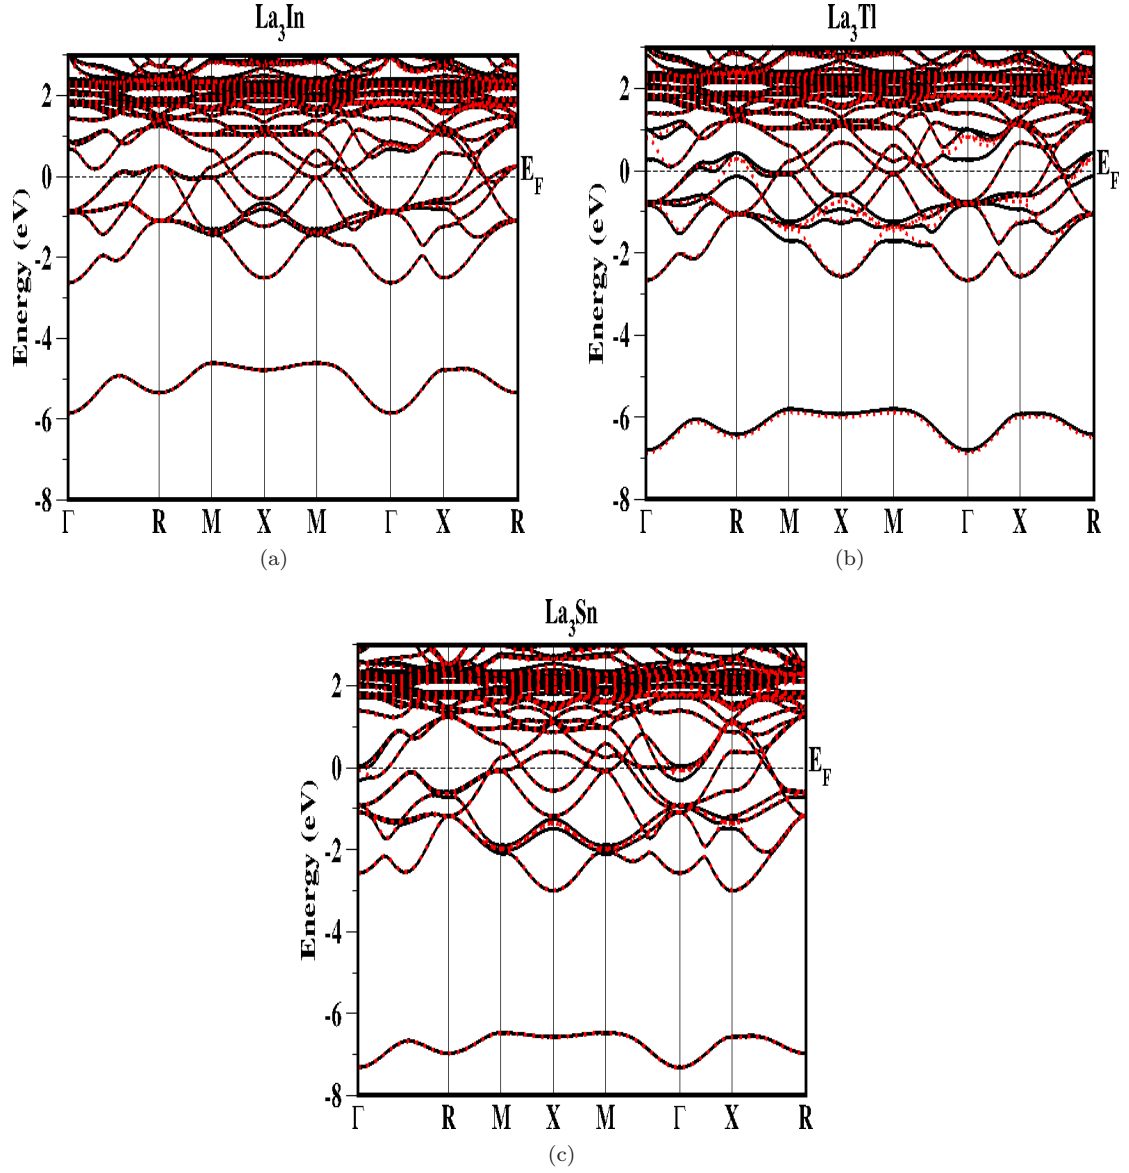 La3In
Energy (eV)
2
0
-2
-4
-6
-8
EF
Γ R M X M Γ X R
(a)
La3Tl
Energy (eV)
2
0
-2
-4
-6
-8
EF
Γ R M X M Γ X R
(b)
La3Sn
Energy (eV)
2
0
-2
-4
-6
-8
EF
Γ R M X M Γ X R
(c)